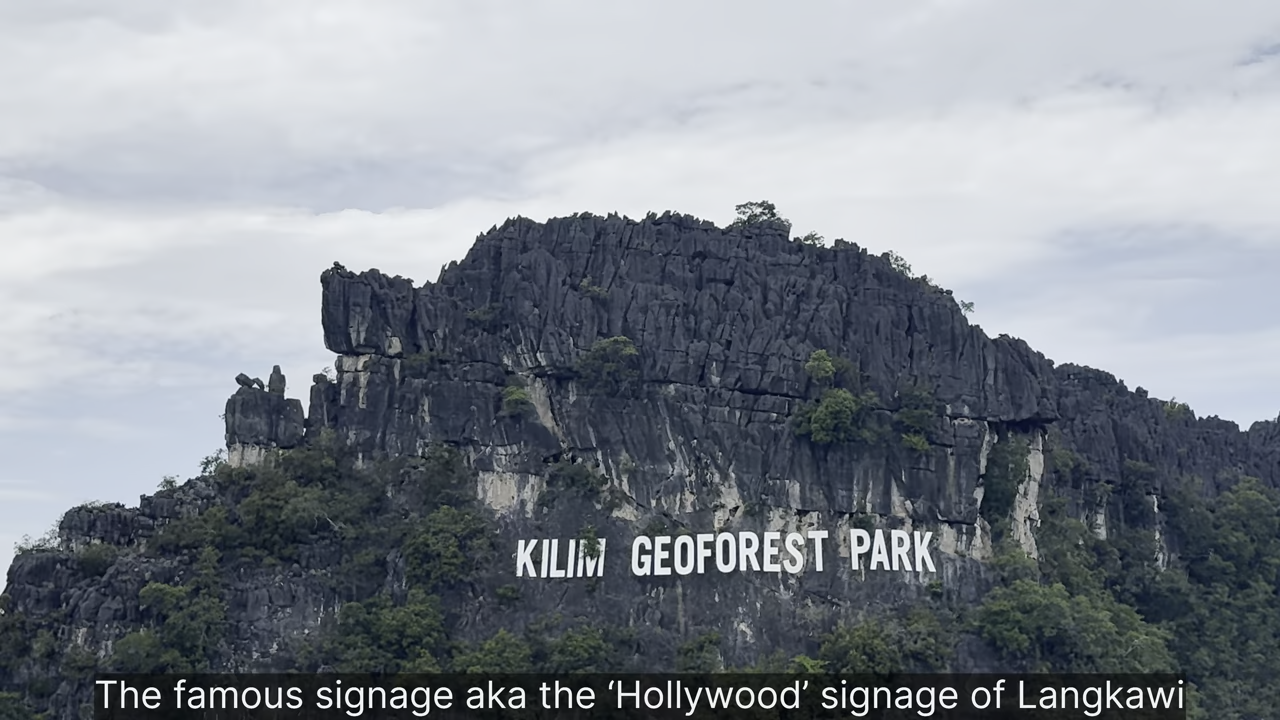 KILIM GEOFOREST PARK
The famous signage aka the ‘Hollywood’ signage of Langkawi